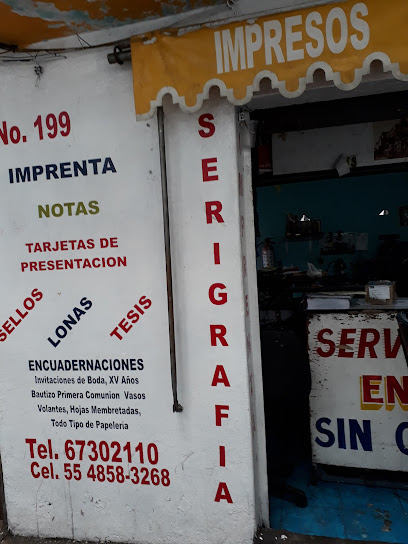 IMPRESOS
No. 199
IMPRENTA
NOTAS
TARJETAS DE
PRESENTACION
SELLOS
LONAS
TESIS
ENCUADERNACIONES
Invitaciones de Boda, XV Años
Bautizo Primera Comunion Vasos
Volantes, Hojas Membretadas,
Todo Tipo de Papeleria
Tel. 67302110
Cel. 55 4858-3268
SERIGRAFIA
EN
SIN